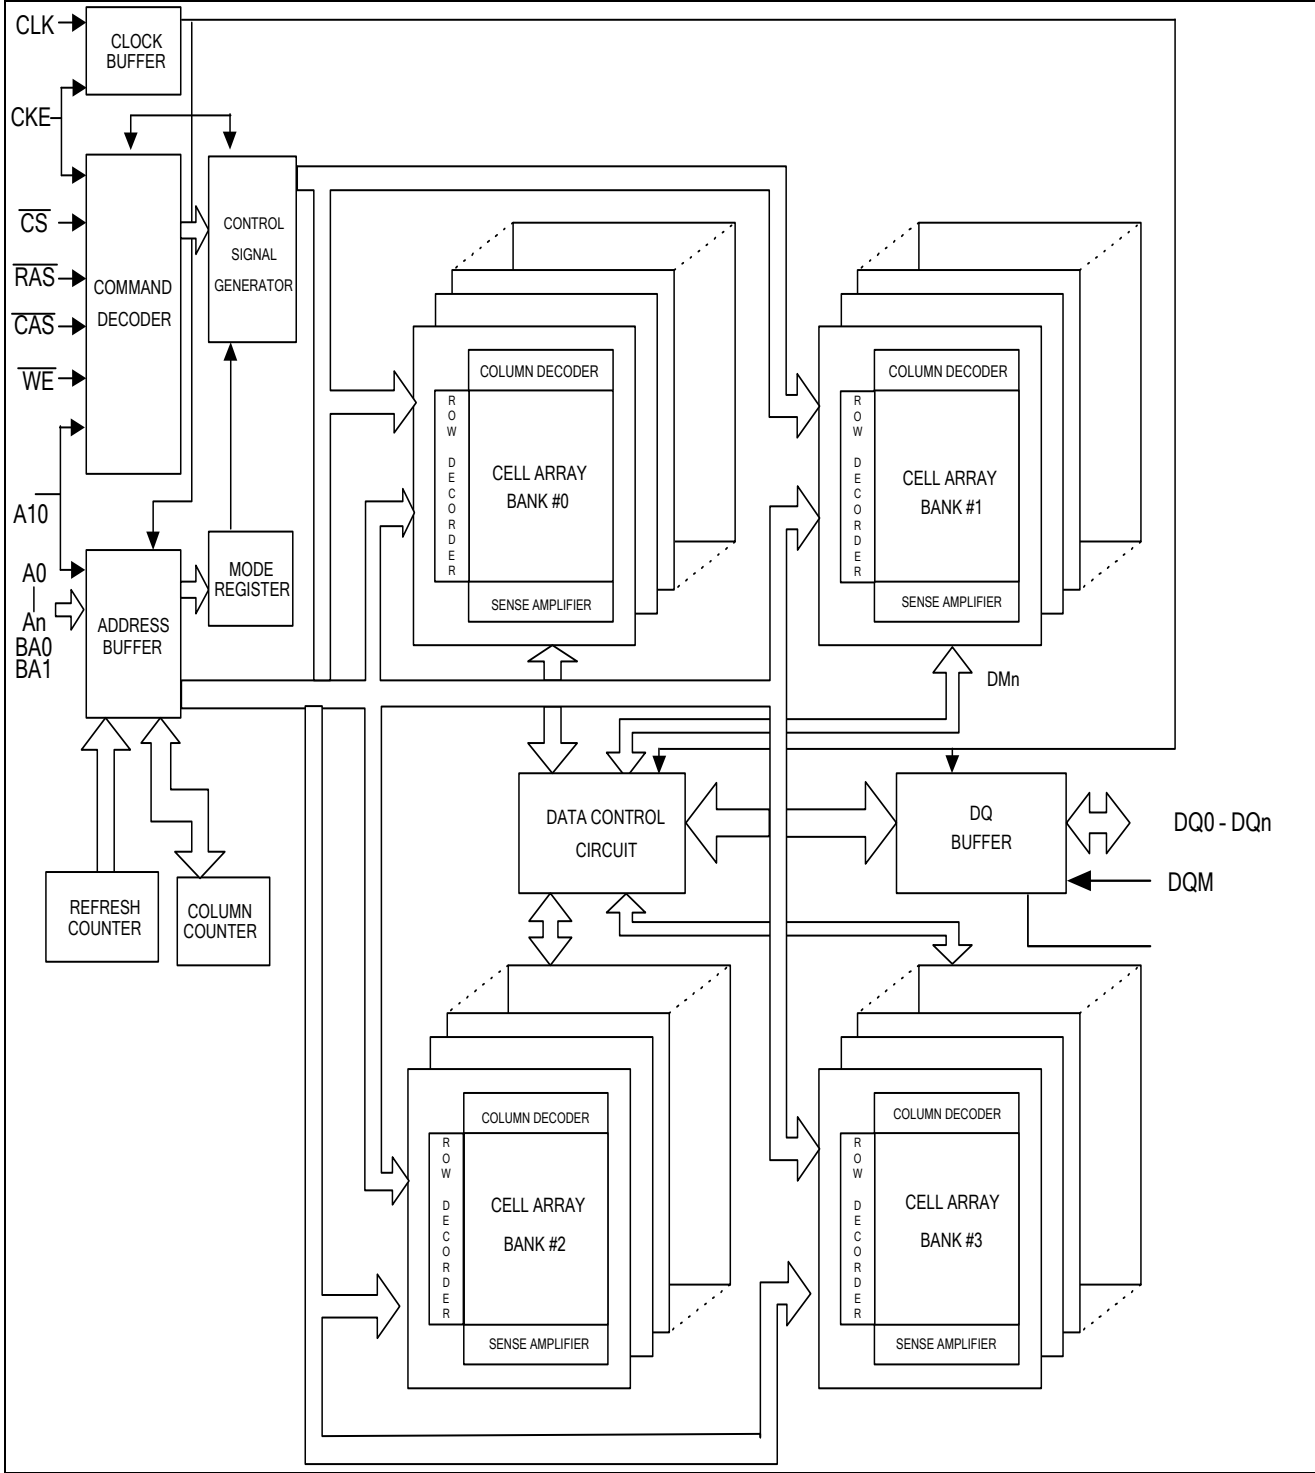 CLK
CLOCK
BUFFER
CKE
CS
RAS
CAS
WE
COMMAND
DECODER
CONTROL
SIGNAL
GENERATOR
A10
A0
An
BA0
BA1
ADDRESS
BUFFER
MODE
REGISTER
REFRESH
COUNTER
COLUMN
COUNTER
COLUMN DECODER
ROW DECORDER
CELL ARRAY
BANK #0
SENSE AMPLIFIER
COLUMN DECODER
ROW DECORDER
CELL ARRAY
BANK #1
SENSE AMPLIFIER
DMn
DATA CONTROL
CIRCUIT
DQ
BUFFER
DQ0 - DQn
DQM
COLUMN DECODER
ROW DECORDER
CELL ARRAY
BANK #2
SENSE AMPLIFIER
COLUMN DECODER
ROW DECORDER
CELL ARRAY
BANK #3
SENSE AMPLIFIER